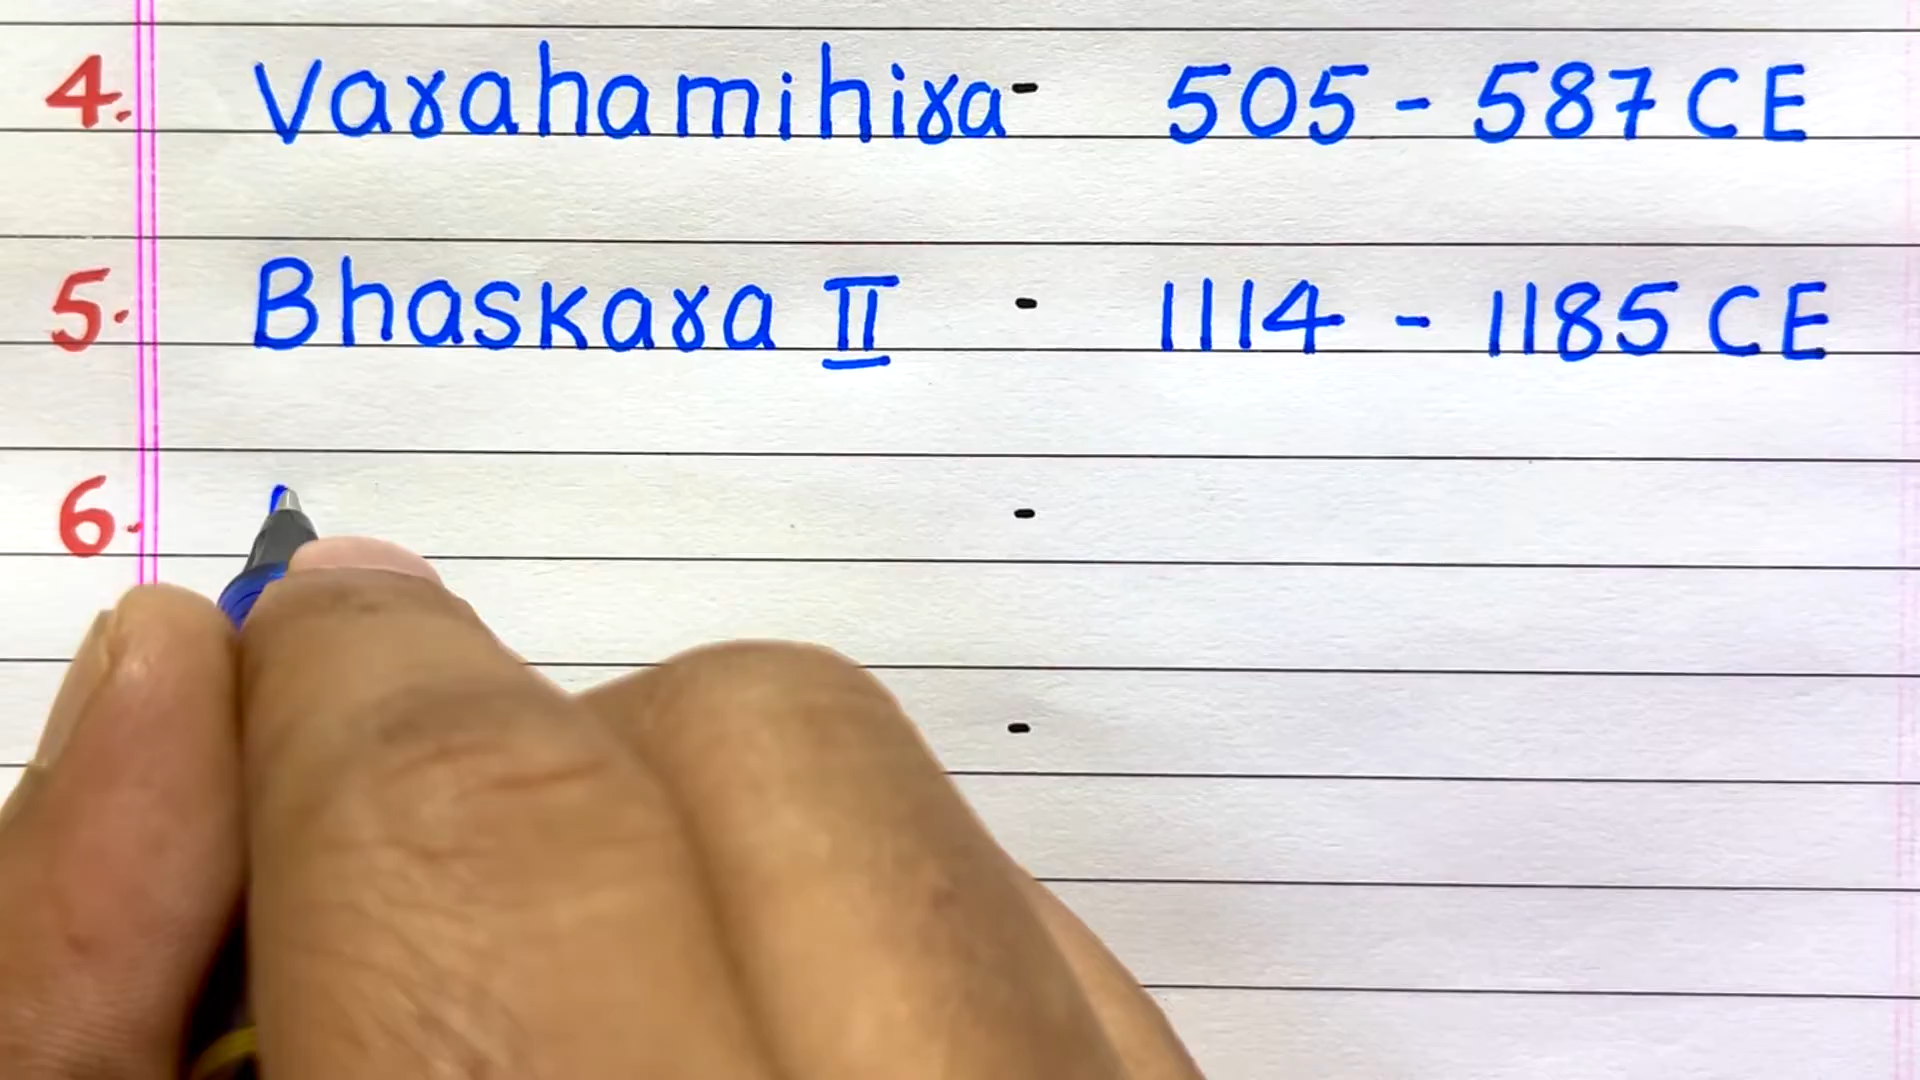 4. Varahamihira - 505 - 587 CE
5. Bhaskara II - 1114 - 1185 CE
6. -
-